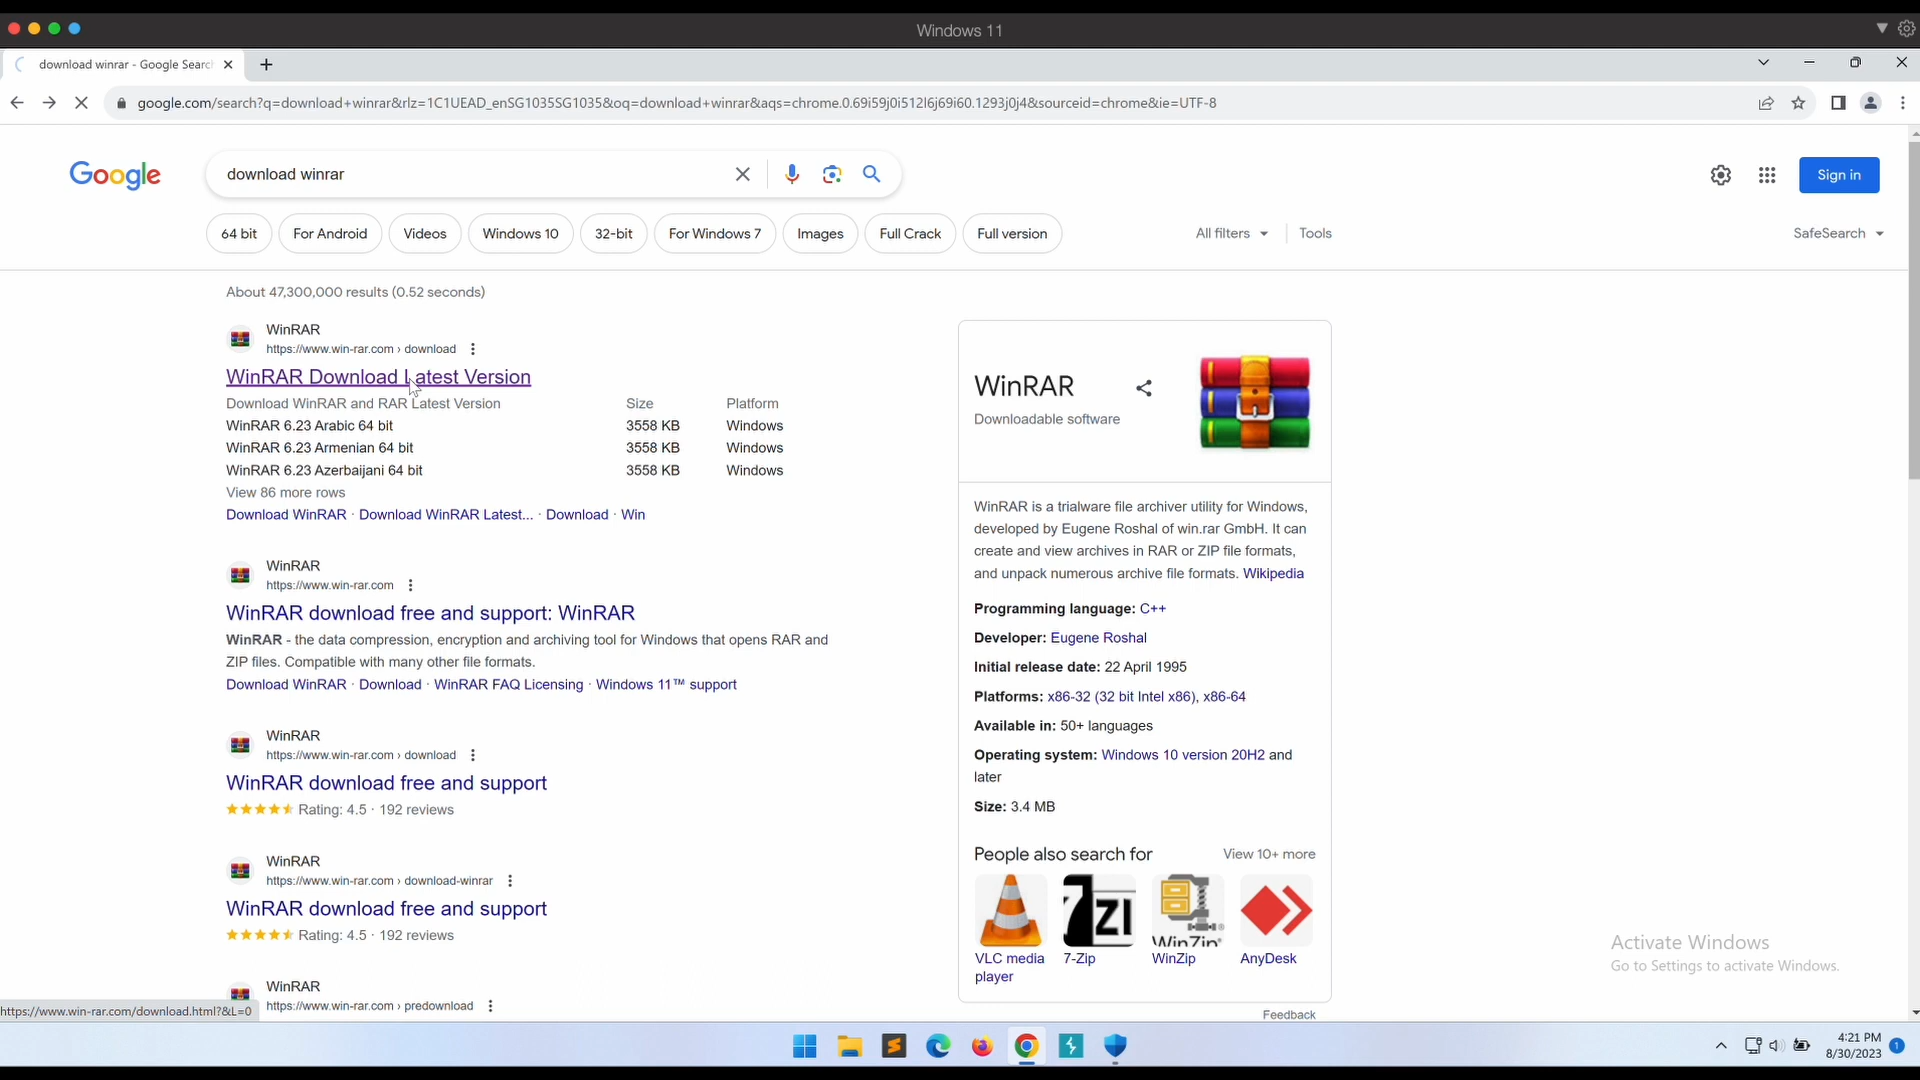 Windows 11
download winrar - Google Search
google.com/search?q=download+winrar&rlz=1C1UEAD_enSG1035SG1035&oq=download+winrar&aqs=chrome.0.69i59j0i512l6j69i60.1293j0j4&sourceid=chrome&ie=UTF-8
Google
download winrar
Sign in
64 bit
For Android
Videos
Windows 10
32-bit
For Windows 7
Images
Full Crack
Full version
All filters
Tools
SafeSearch
About 47,300,000 results (0.52 seconds)
WinRAR
https://www.win-rar.com › download
WinRAR Download Latest Version
Download WinRAR and RAR Latest Version Size Platform
WinRAR 6.23 Arabic 64 bit 3558 KB Windows
WinRAR 6.23 Armenian 64 bit 3558 KB Windows
WinRAR 6.23 Azerbaijani 64 bit 3558 KB Windows
View 86 more rows
Download WinRAR · Download WinRAR Latest... · Download · Win
WinRAR
https://www.win-rar.com
WinRAR download free and support: WinRAR
WinRAR - the data compression, encryption and archiving tool for Windows that opens RAR and
ZIP files. Compatible with many other file formats.
Download WinRAR · Download · WinRAR FAQ Licensing · Windows 11™ support
WinRAR
https://www.win-rar.com › download
WinRAR download free and support
Rating: 4.5 · 192 reviews
WinRAR
https://www.win-rar.com › download-winrar
WinRAR download free and support
Rating: 4.5 · 192 reviews
WinRAR
https://www.win-rar.com › predownload
https://www.win-rar.com/download.html?&L=0
WinRAR
Downloadable software
WinRAR is a trialware file archiver utility for Windows,
developed by Eugene Roshal of win.rar GmbH. It can
create and view archives in RAR or ZIP file formats,
and unpack numerous archive file formats. Wikipedia
Programming language: C++
Developer: Eugene Roshal
Initial release date: 22 April 1995
Platforms: x86-32 (32 bit Intel x86), x86-64
Available in: 50+ languages
Operating system: Windows 10 version 20H2 and
later
Size: 3.4 MB
People also search for
View 10+ more
7ZI
WinZip
VLC media
player
7-Zip
WinZip
AnyDesk
Feedback
Activate Windows
Go to Settings to activate Windows.
4:21 PM
8/30/2023
1